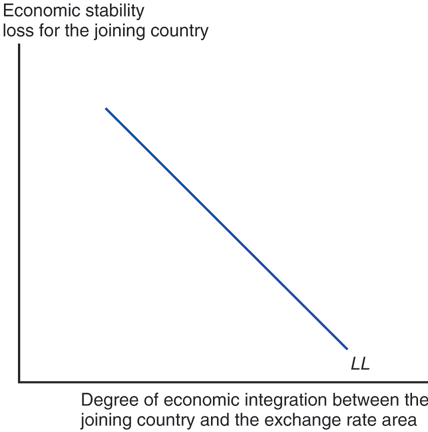 Economic stability
loss for the joining country
LL
Degree of economic integration between the
joining country and the exchange rate area